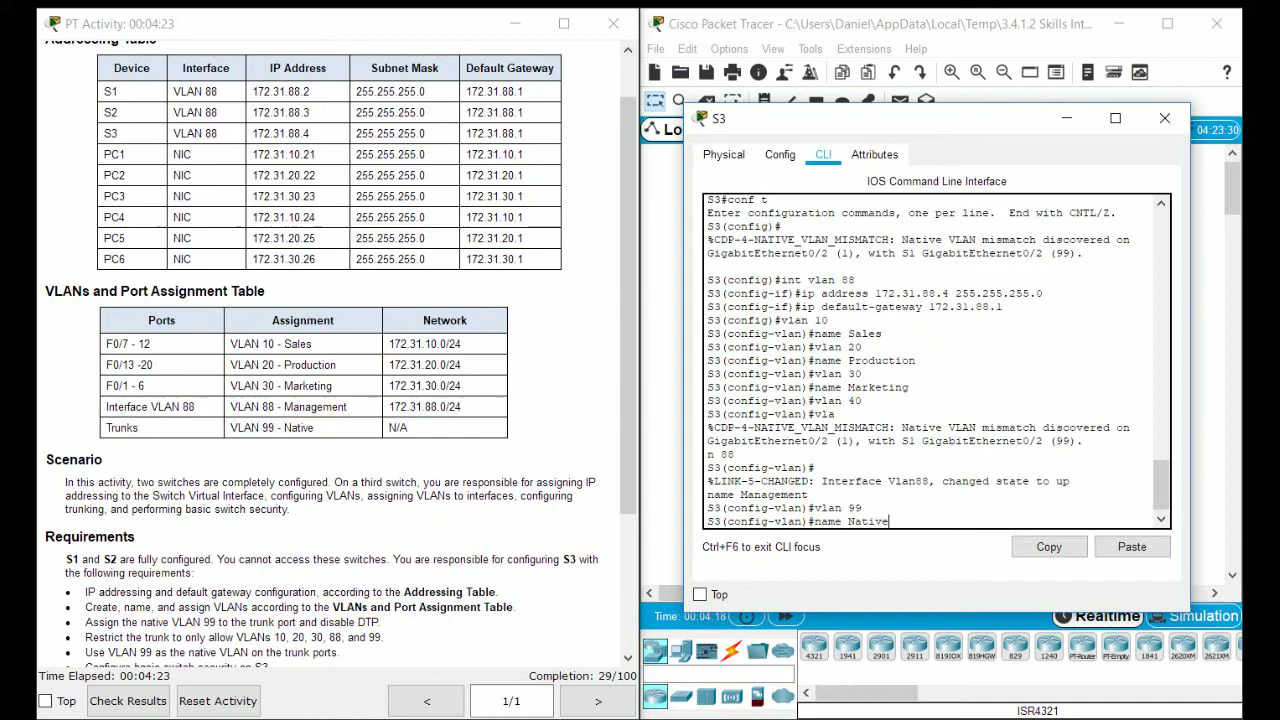 PT Activity: 00:04:23
Addressing Table
Device Interface IP Address Subnet Mask Default Gateway
S1 VLAN 88 172.31.88.2 255.255.255.0 172.31.88.1
S2 VLAN 88 172.31.88.3 255.255.255.0 172.31.88.1
S3 VLAN 88 172.31.88.4 255.255.255.0 172.31.88.1
PC1 NIC 172.31.10.21 255.255.255.0 172.31.10.1
PC2 NIC 172.31.20.22 255.255.255.0 172.31.20.1
PC3 NIC 172.31.30.23 255.255.255.0 172.31.30.1
PC4 NIC 172.31.10.24 255.255.255.0 172.31.10.1
PC5 NIC 172.31.20.25 255.255.255.0 172.31.20.1
PC6 NIC 172.31.30.26 255.255.255.0 172.31.30.1
VLANs and Port Assignment Table
Ports Assignment Network
F0/7 - 12 VLAN 10 - Sales 172.31.10.0/24
F0/13 -20 VLAN 20 - Production 172.31.20.0/24
F0/1 - 6 VLAN 30 - Marketing 172.31.30.0/24
Interface VLAN 88 VLAN 88 - Management 172.31.88.0/24
Trunks VLAN 99 - Native N/A
Scenario
In this activity, two switches are completely configured. On a third switch, you are responsible for assigning IP
addressing to the Switch Virtual Interface, configuring VLANs, assigning VLANs to interfaces, configuring
trunking, and performing basic switch security.
Requirements
S1 and S2 are fully configured. You cannot access these switches. You are responsible for configuring S3 with
the following requirements:
• IP addressing and default gateway configuration, according to the Addressing Table.
• Create, name, and assign VLANs according to the VLANs and Port Assignment Table.
• Assign the native VLAN 99 to the trunk port and disable DTP.
• Restrict the trunk to only allow VLANs 10, 20, 30, 88, and 99.
• Use VLAN 99 as the native VLAN on the trunk ports.
• Configure basic switch security on S3.
Time Elapsed: 00:04:23 Completion: 29/100
Top Check Results Reset Activity < 1/1 >
Cisco Packet Tracer - C:\Users\Daniel\AppData\Local\Temp\3.4.1.2 Skills Int...
File Edit Options View Tools Extensions Help
Lo 04:23:30
S3
Physical Config CLI Attributes
IOS Command Line Interface
S3#conf t
Enter configuration commands, one per line. End with CNTL/Z.
S3(config)#
%CDP-4-NATIVE_VLAN_MISMATCH: Native VLAN mismatch discovered on
GigabitEthernet0/2 (1), with S1 GigabitEthernet0/2 (99).
S3(config)#int vlan 88
S3(config-if)#ip address 172.31.88.4 255.255.255.0
S3(config-if)#ip default-gateway 172.31.88.1
S3(config)#vlan 10
S3(config-vlan)#name Sales
S3(config-vlan)#vlan 20
S3(config-vlan)#name Production
S3(config-vlan)#vlan 30
S3(config-vlan)#name Marketing
S3(config-vlan)#vlan 40
S3(config-vlan)#vla
%CDP-4-NATIVE_VLAN_MISMATCH: Native VLAN mismatch discovered on
GigabitEthernet0/2 (1), with S1 GigabitEthernet0/2 (99).
n 88
S3(config-vlan)#
%LINK-5-CHANGED: Interface Vlan88, changed state to up
name Management
S3(config-vlan)#vlan 99
S3(config-vlan)#name Native
Ctrl+F6 to exit CLI focus Copy Paste
Top
Time: 00:04:18 Realtime Simulation
4321 1941 2901 2911 819IOX 819HGW 829 1240 PT-Router PT-Empty 1841 2620XM 2621XM
ISR4321